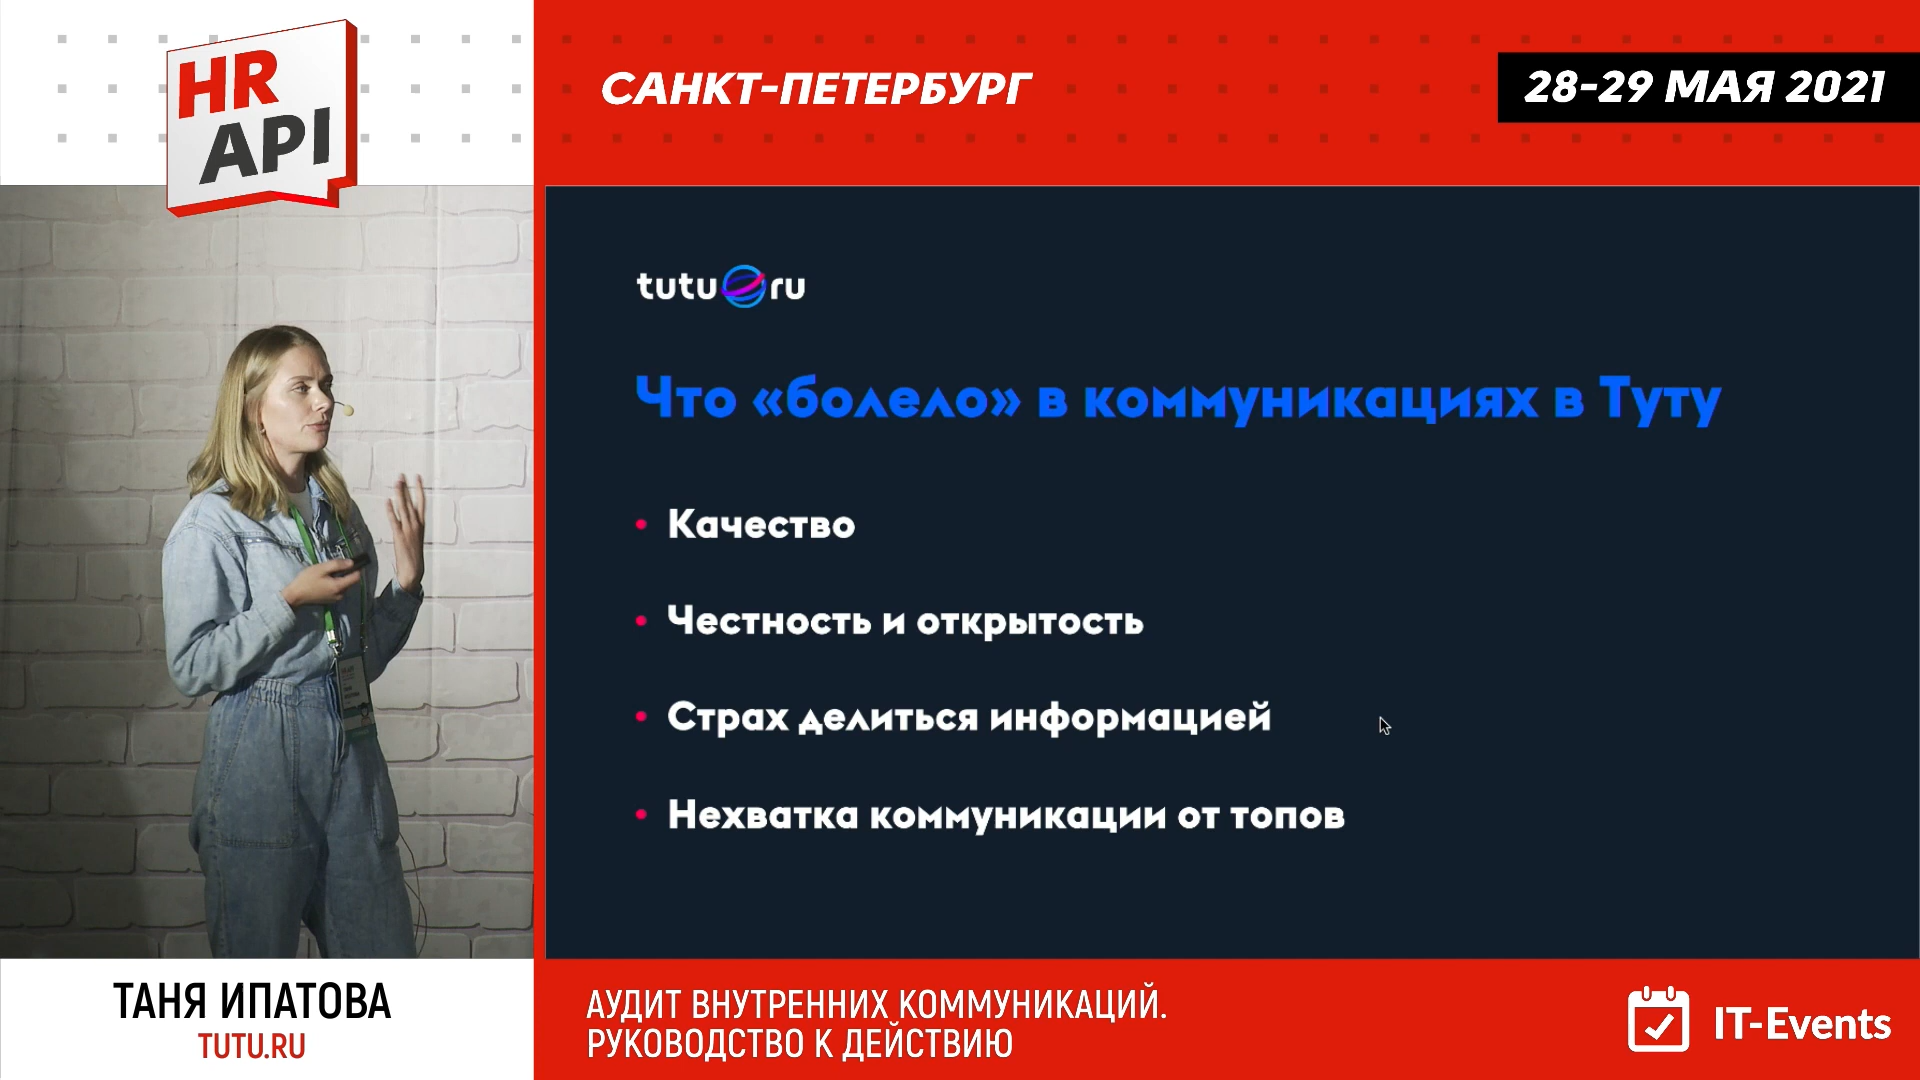 HR
API
САНКТ-ПЕТЕРБУРГ
28-29 МАЯ 2021
tutu ru
Что «болело» в коммуникациях в Туту
• Качество
• Честность и открытость
• Страх делиться информацией
• Нехватка коммуникации от топов
ТАНЯ ИПАТОВА
TUTU.RU
АУДИТ ВНУТРЕННИХ КОММУНИКАЦИЙ.
РУКОВОДСТВО К ДЕЙСТВИЮ
IT-Events